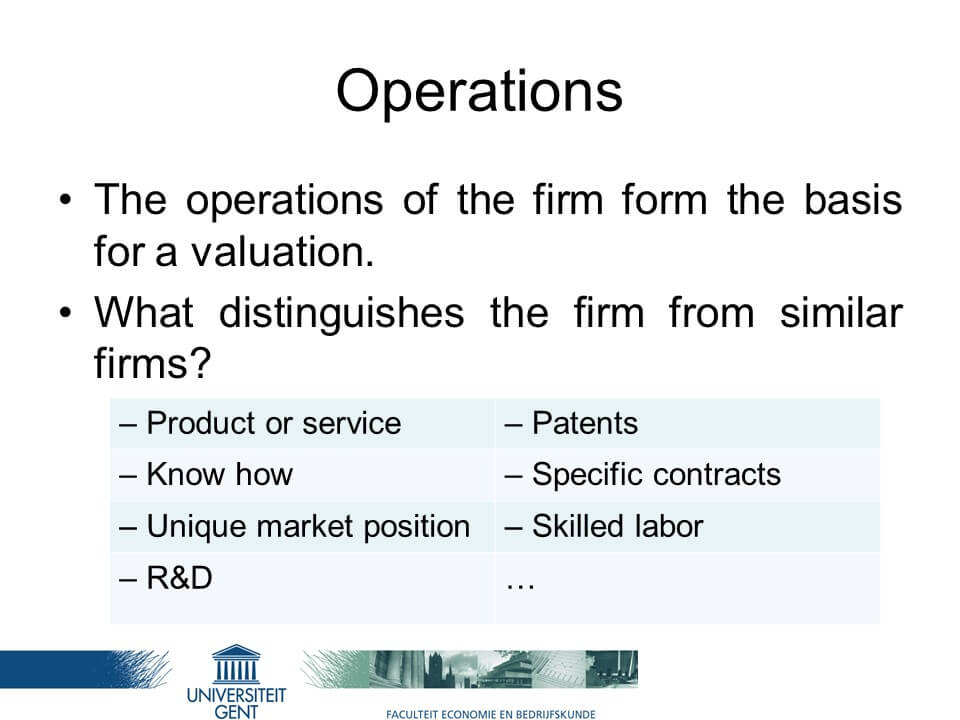 Operations
• The operations of the firm form the basis
for a valuation.
• What distinguishes the firm from similar
firms?
– Product or service – Patents
– Know how – Specific contracts
– Unique market position – Skilled labor
– R&D …
UNIVERSITEIT
GENT
FACULTEIT ECONOMIE EN BEDRIJFSKUNDE